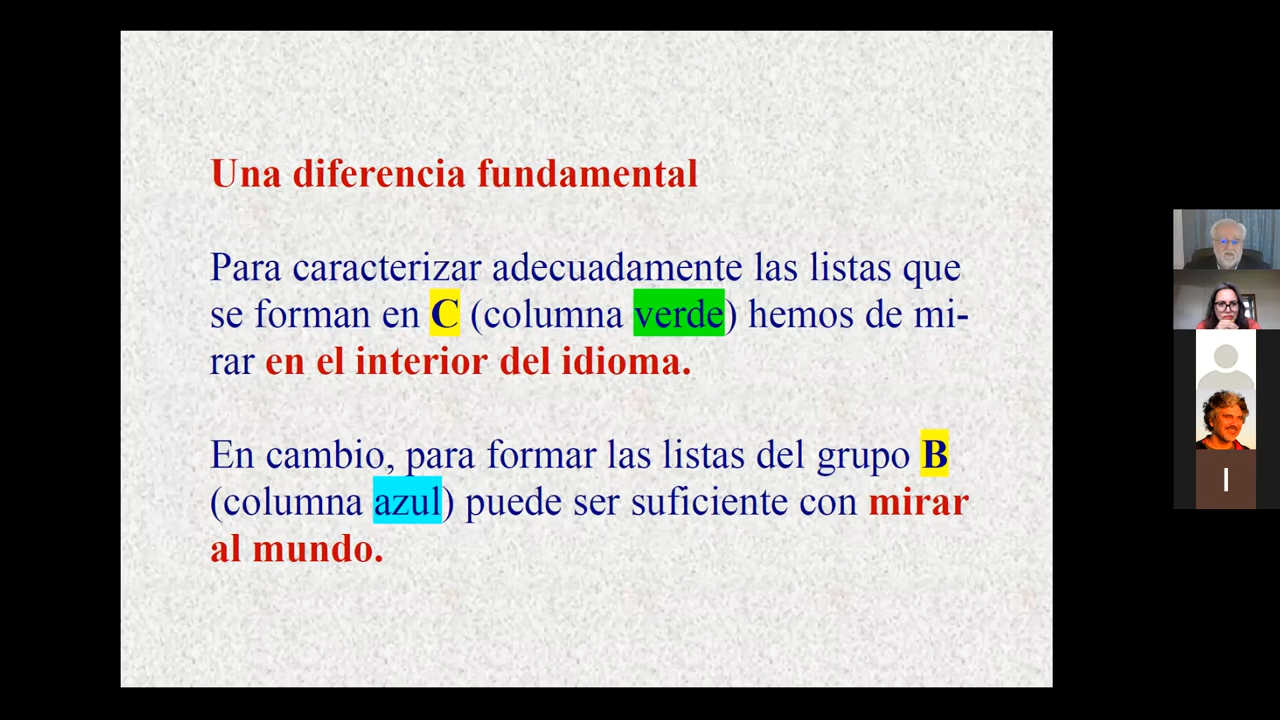 Una diferencia fundamental
Para caracterizar adecuadamente las listas que
se forman en C (columna verde) hemos de mi-
rar en el interior del idioma.
En cambio, para formar las listas del grupo B
(columna azul) puede ser suficiente con mirar
al mundo.
I